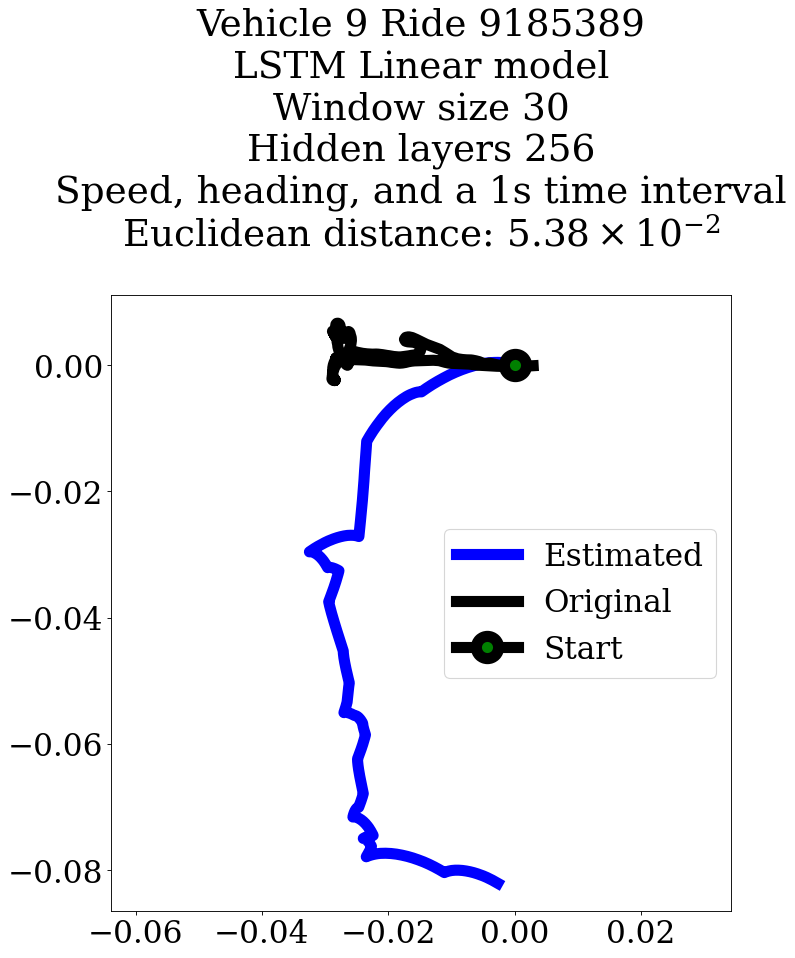 Vehicle 9 Ride 9185389
LSTM Linear model
Window size 30
Hidden layers 256
Speed, heading, and a 1s time interval
Euclidean distance: 5.38 × 10⁻²
0.00
−0.02
−0.04
−0.06
−0.08
Estimated
Original
Start
−0.06 −0.04 −0.02 0.00 0.02